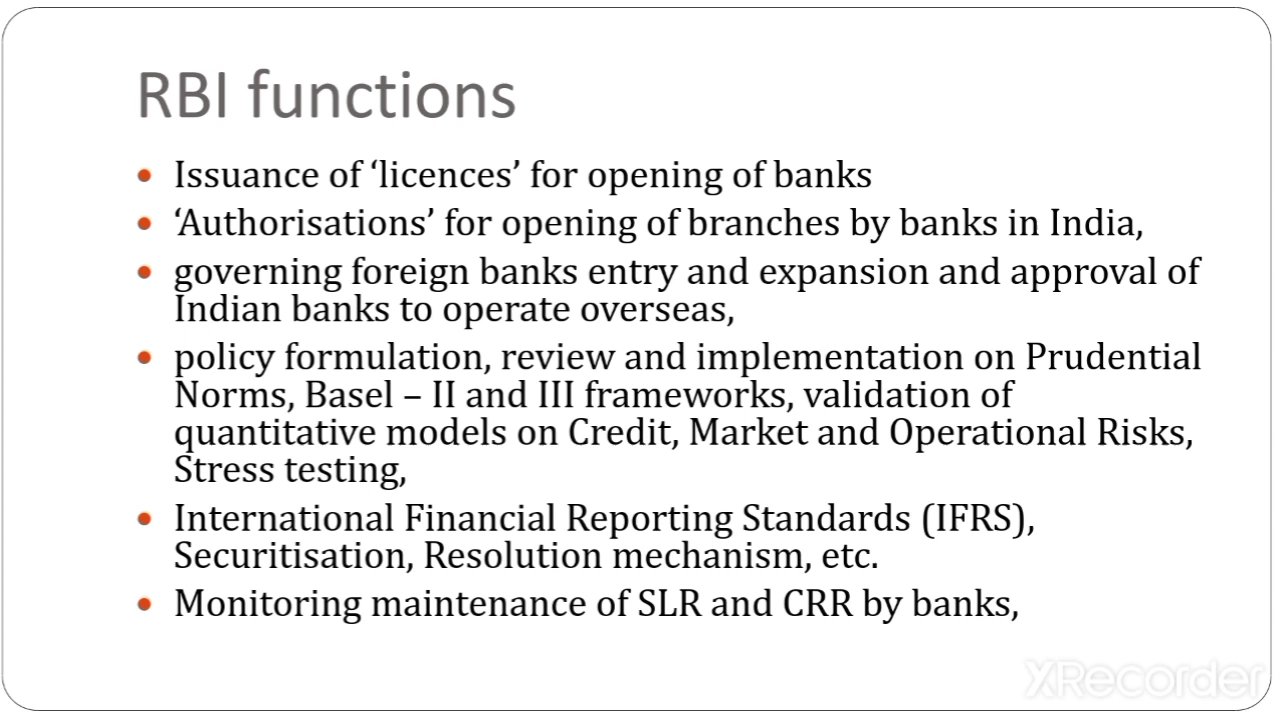 RBI functions
Issuance of ‘licences’ for opening of banks
‘Authorisations’ for opening of branches by banks in India,
governing foreign banks entry and expansion and approval of
Indian banks to operate overseas,
policy formulation, review and implementation on Prudential
Norms, Basel – II and III frameworks, validation of
quantitative models on Credit, Market and Operational Risks,
Stress testing,
International Financial Reporting Standards (IFRS),
Securitisation, Resolution mechanism, etc.
Monitoring maintenance of SLR and CRR by banks,
XRecorder